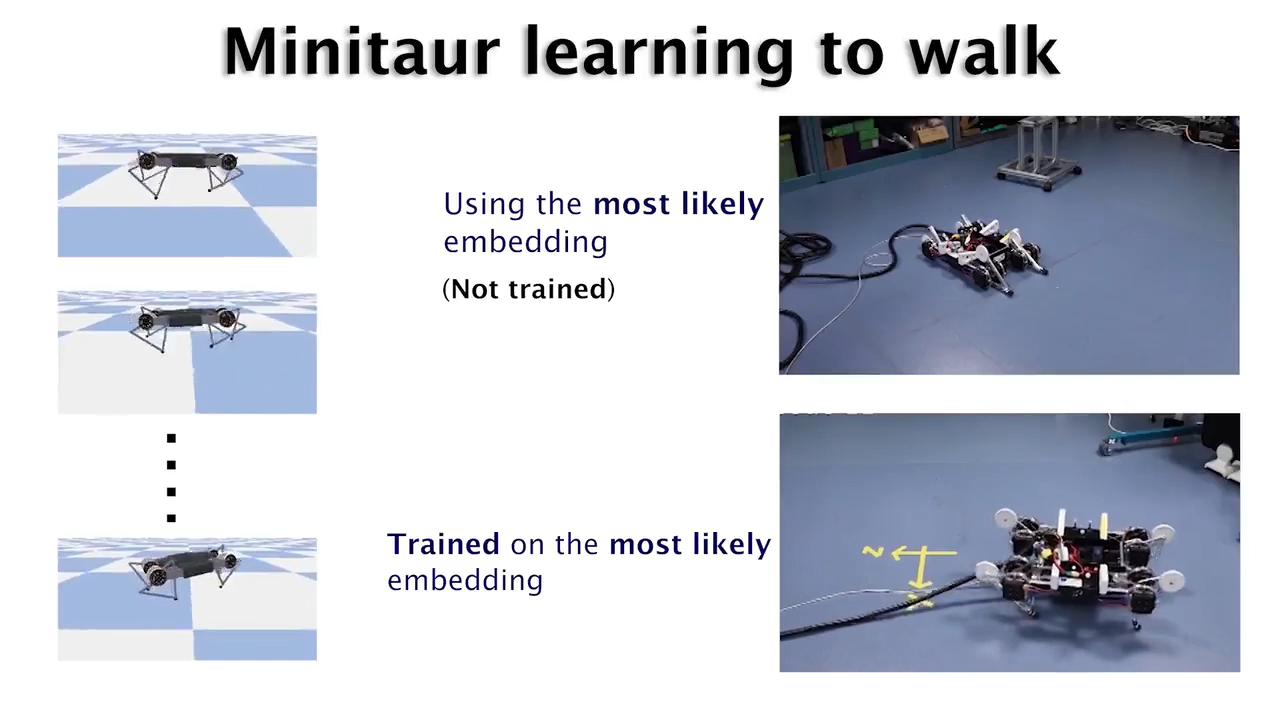 Minitaur learning to walk
Using the most likely
embedding
(Not trained)
Trained on the most likely
embedding